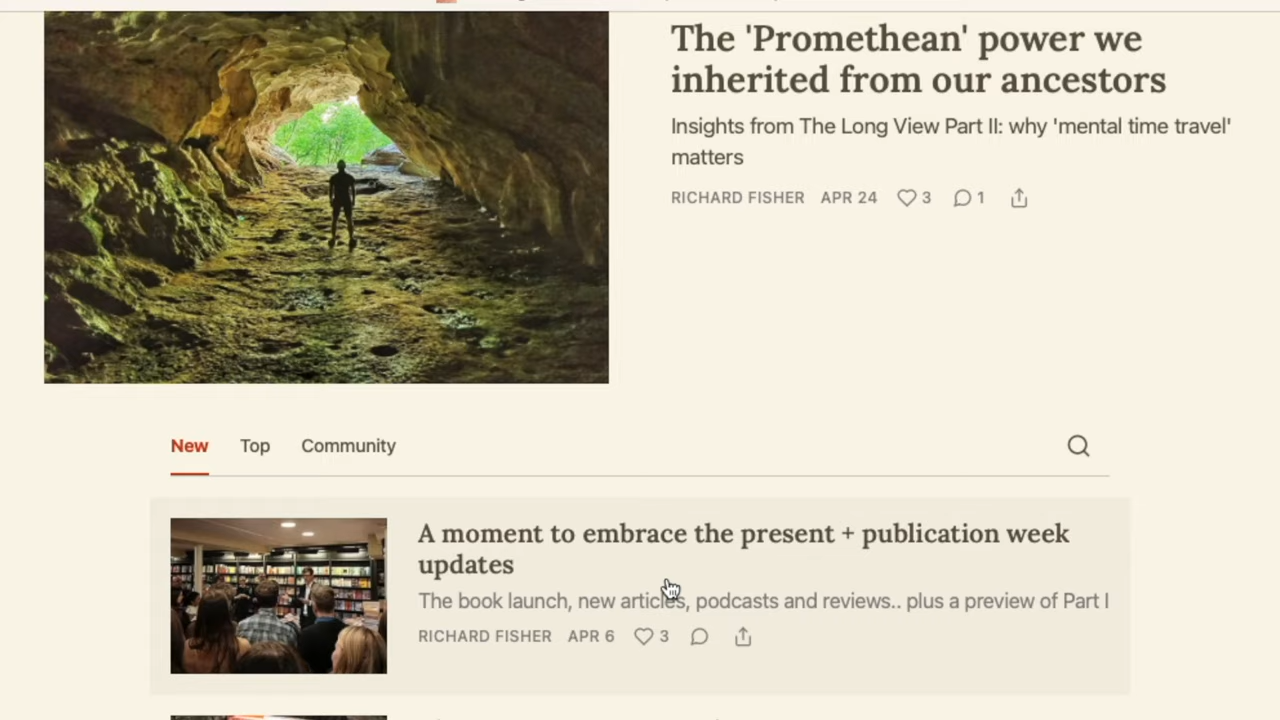 The 'Promethean' power we
inherited from our ancestors
Insights from The Long View Part II: why 'mental time travel'
matters
RICHARD FISHER APR 24 3 1
New Top Community
A moment to embrace the present + publication week
updates
The book launch, new articles, podcasts and reviews.. plus a preview of Part I
RICHARD FISHER APR 6 3